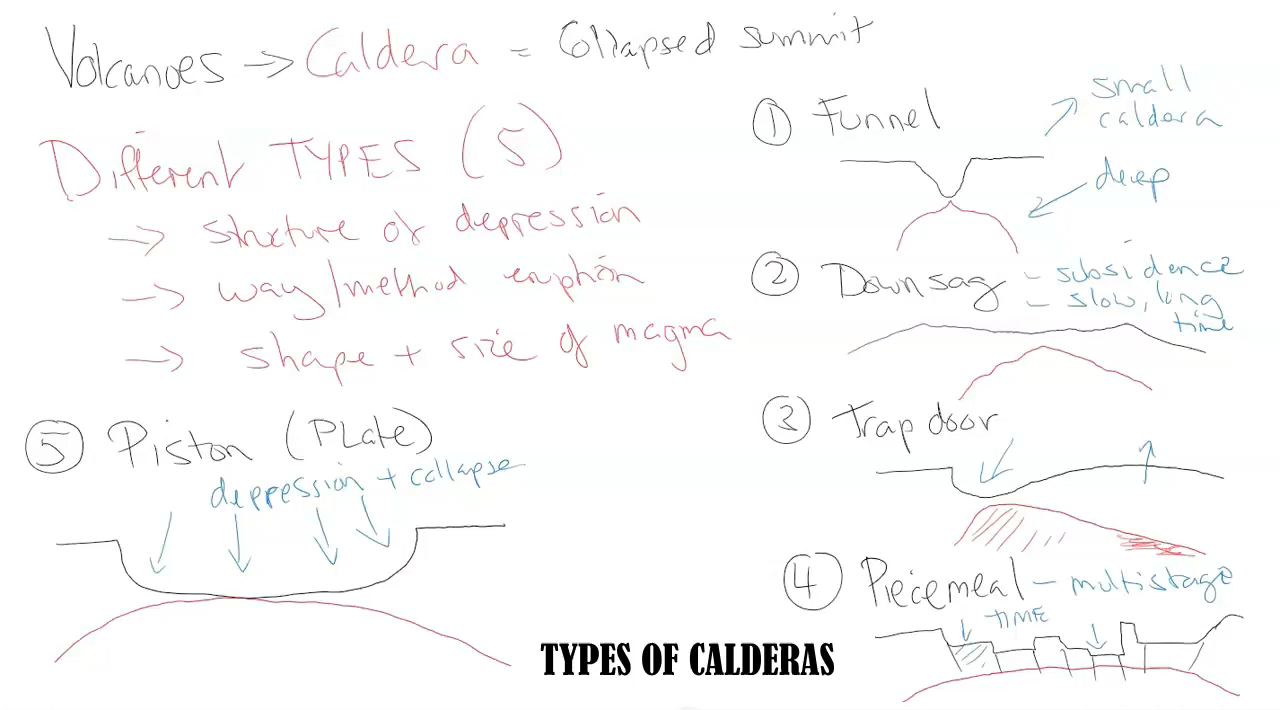 Volcanoes → Caldera = Collapsed summit
Different TYPES (5)
→ structure of depression
→ way/method eruption
→ shape + size of magma
① Funnel
small
caldera
deep
② Downsag - subsidence
- slow, long
time
③ Trapdoor
④ Piecemeal - multistage
TIME
⑤ Piston (PLate)
depression + collapse
TYPES OF CALDERAS